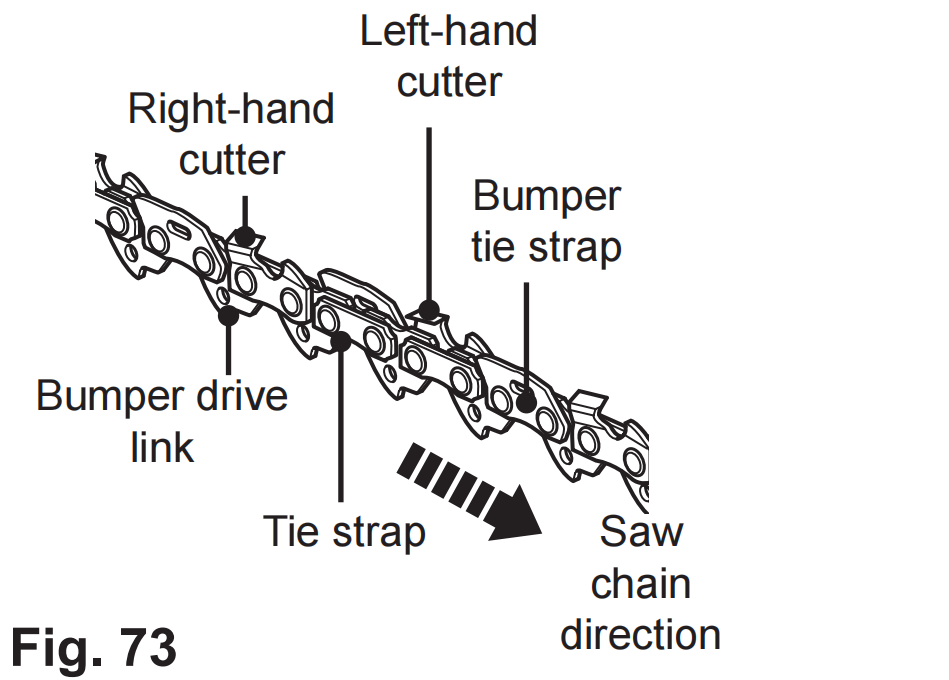 Left-hand
cutter
Right-hand
cutter
Bumper
tie strap
Bumper drive
link
Tie strap
Saw
chain
direction
Fig. 73